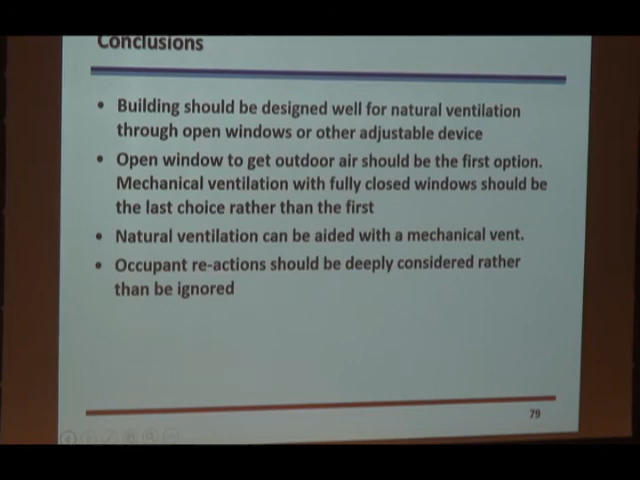 Conclusions
• Building should be designed well for natural ventilation
through open windows or other adjustable device
• Open window to get outdoor air should be the first option.
Mechanical ventilation with fully closed windows should be
the last choice rather than the first
• Natural ventilation can be aided with a mechanical vent.
• Occupant re-actions should be deeply considered rather
than be ignored
79